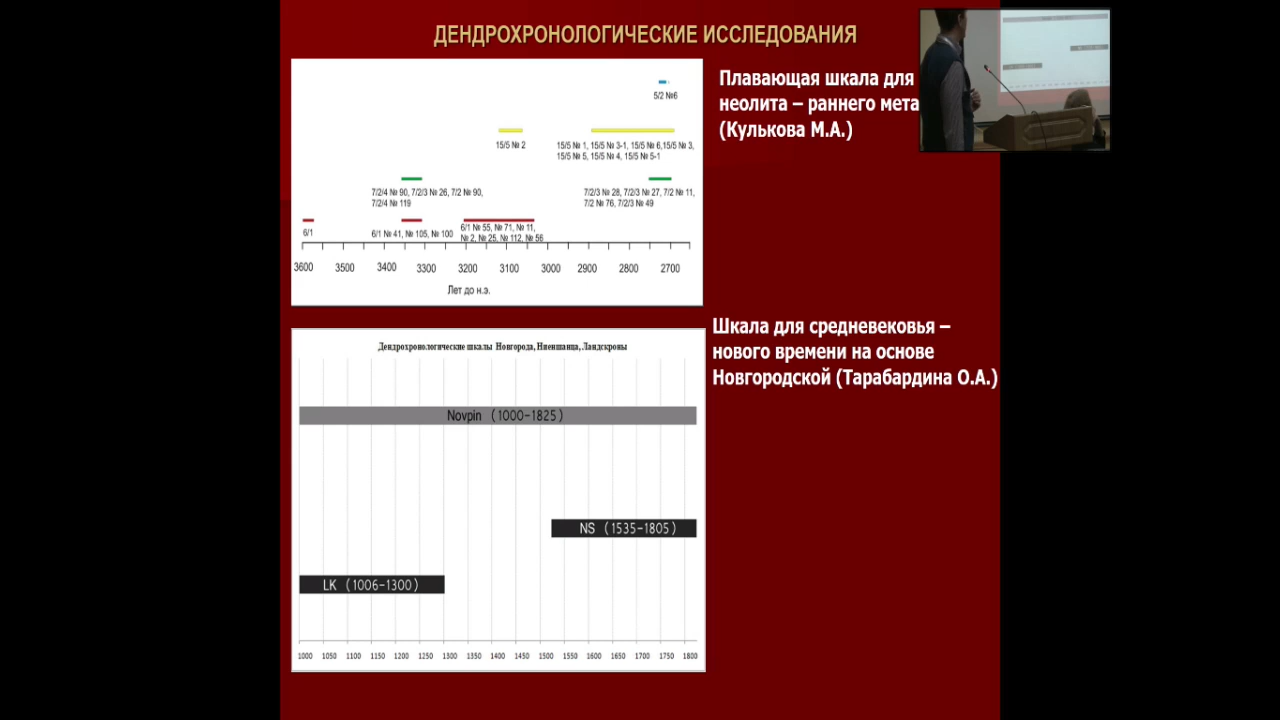 ДЕНДРОХРОНОЛОГИЧЕСКИЕ ИССЛЕДОВАНИЯ
Плавающая шкала для
неолита – раннего мета
(Кулькова М.А.)
5/2 №6
15/5 № 2
15/5 № 1, 15/5 № 3-1, 15/5 № 6,15/5 № 3,
15/5 № 5, 15/5 № 4, 15/5 № 5-1
7/2/4 № 90, 7/2/3 № 26, 7/2 № 90,
7/2/4 № 119
7/2/3 № 28, 7/2/3 № 27, 7/2 № 11,
7/2 № 76, 7/2/3 № 49
6/1
6/1 № 41, № 105, № 100
6/1 № 55, № 71, № 11,
№ 2, № 25, № 112, № 56
3600 3500 3400 3300 3200 3100 3000 2900 2800 2700
Лет до н.э.
Шкала для средневековья –
нового времени на основе
Новгородской (Тарабардина О.А.)
Дендрохронологические шкалы Новгорода, Ниеншанца, Ландскроны
Novpin (1000-1825)
NS (1535-1805)
LK (1006-1300)
1000 1050 1100 1150 1200 1250 1300 1350 1400 1450 1500 1550 1600 1650 1700 1750 1800